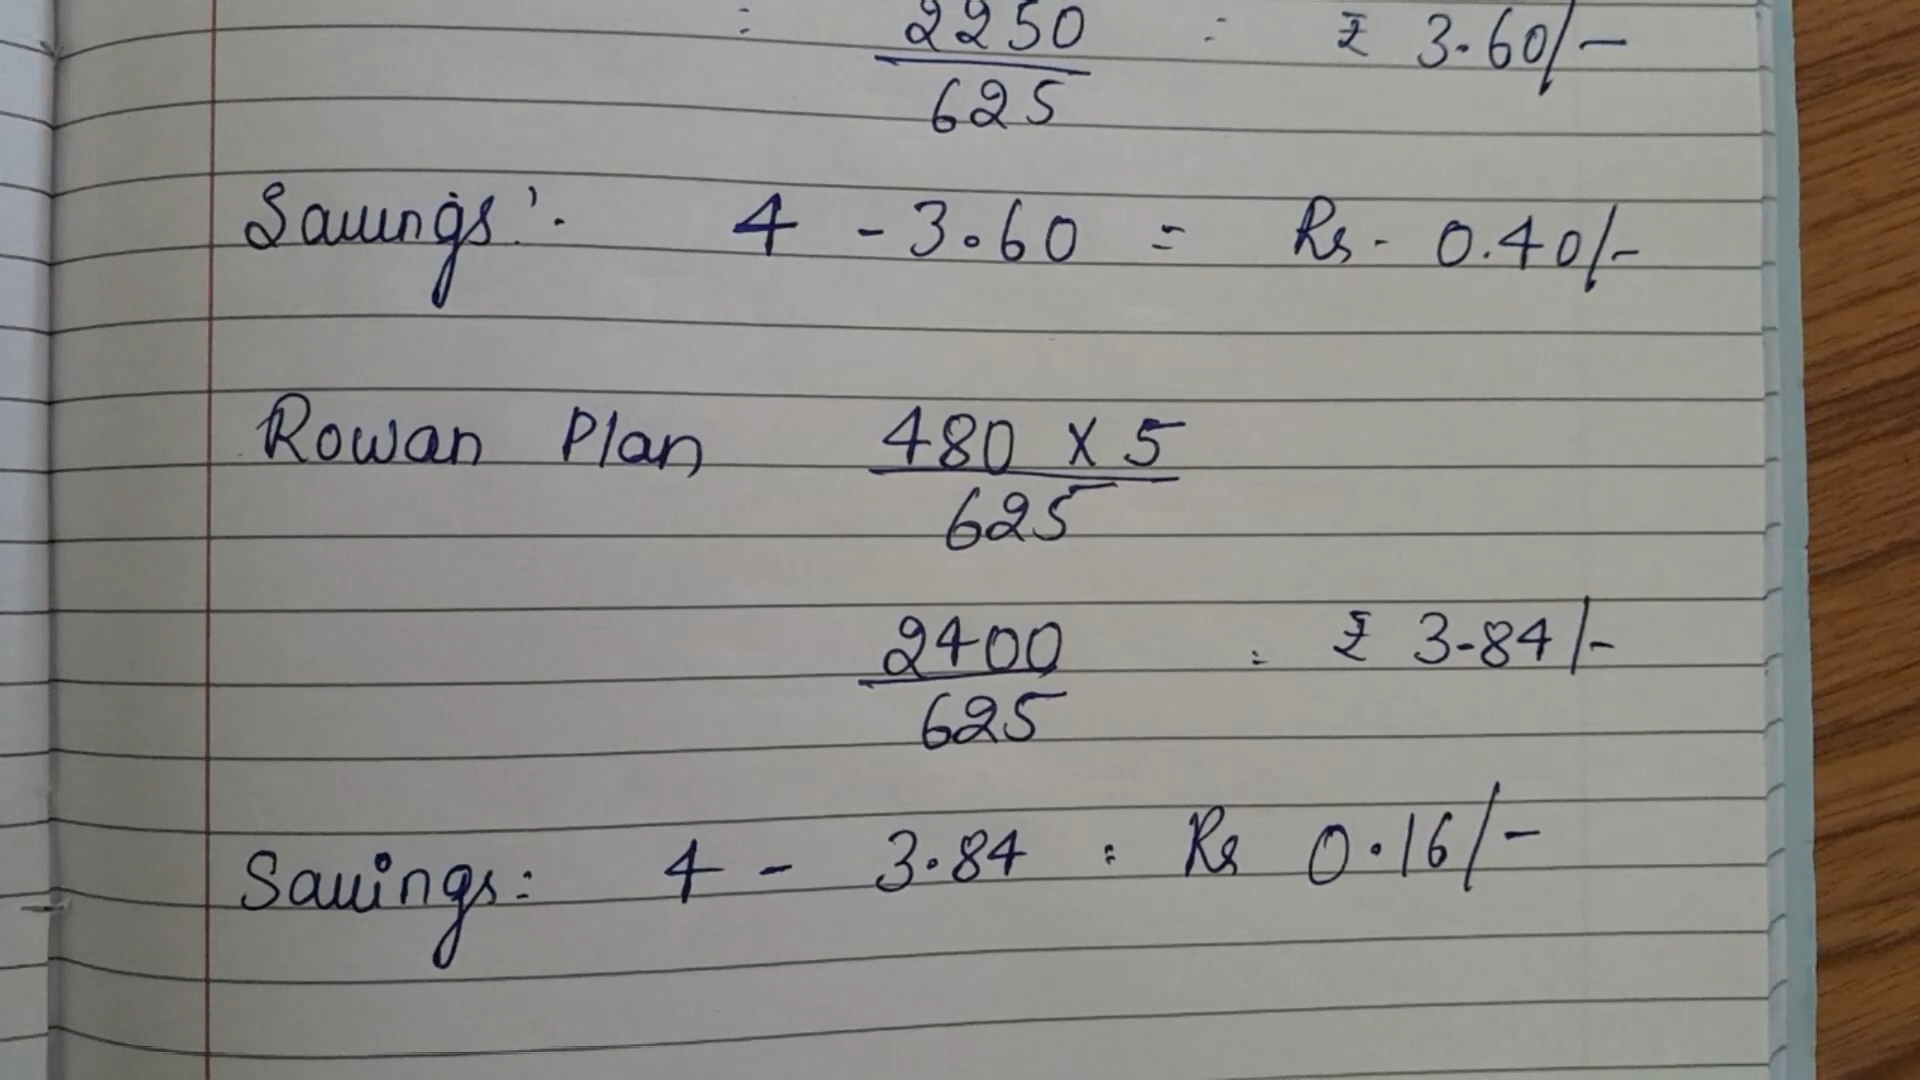 = 2250 = ₹ 3.60/-
625
Savings :- 4 - 3.60 = Rs. 0.40/-
Rowan Plan 480 x 5
625
2400 = ₹ 3.84/-
625
Savings: 4 - 3.84 = Rs 0.16/-